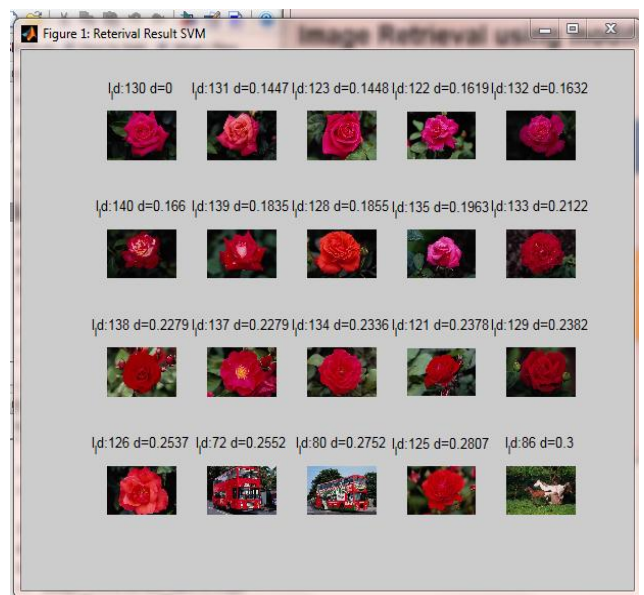 Image Retrieval using
Figure 1: Reterival Result SVM
I,d:130 d=0 I,d:131 d=0.1447 I,d:123 d=0.1448 I,d:122 d=0.1619 I,d:132 d=0.1632
I,d:140 d=0.166 I,d:139 d=0.1835 I,d:128 d=0.1855 I,d:135 d=0.1963 I,d:133 d=0.2122
I,d:138 d=0.2279 I,d:137 d=0.2279 I,d:134 d=0.2336 I,d:121 d=0.2378 I,d:129 d=0.2382
I,d:126 d=0.2537 I,d:72 d=0.2552 I,d:80 d=0.2752 I,d:125 d=0.2807 I,d:86 d=0.3